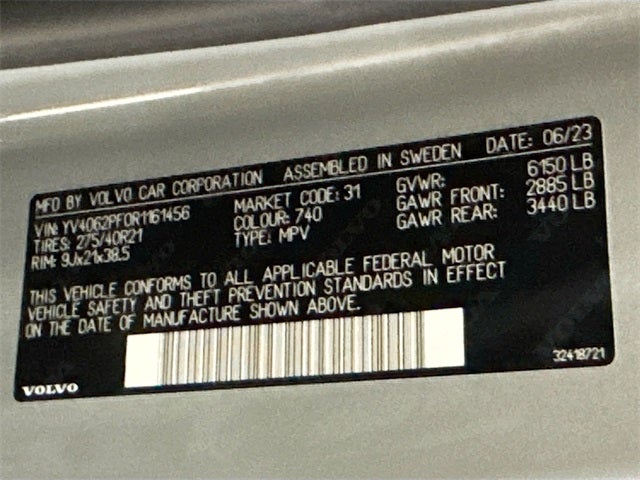 MFD BY VOLVO CAR CORPORATION ASSEMBLED IN SWEDEN DATE: 06/23
VIN: YV4062PF0R1161456 MARKET CODE: 31 GVWR: 6150 LB
TIRES: 275/40R21 COLOUR: 740 GAWR FRONT: 2885 LB
RIM: 9Jx21x38.5 TYPE: MPV GAWR REAR: 3440 LB
THIS VEHICLE CONFORMS TO ALL APPLICABLE FEDERAL MOTOR
VEHICLE SAFETY AND THEFT PREVENTION STANDARDS IN EFFECT
ON THE DATE OF MANUFACTURE SHOWN ABOVE.
VOLVO 32418721